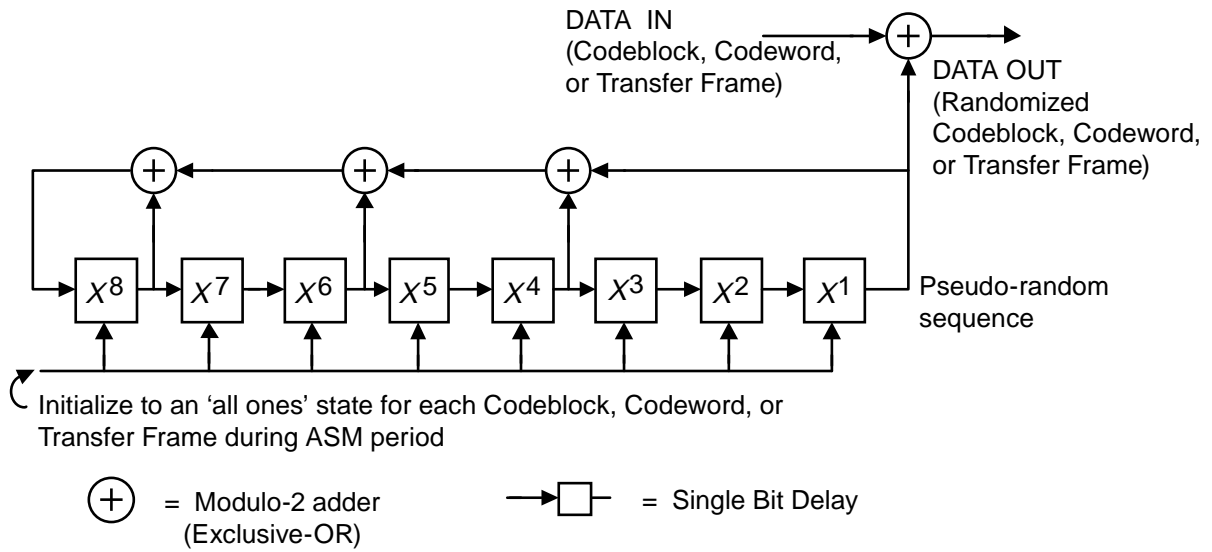 DATA IN
(Codeblock, Codeword,
or Transfer Frame)
DATA OUT
(Randomized
Codeblock, Codeword,
or Transfer Frame)
X8 X7 X6 X5 X4 X3 X2 X1
Pseudo-random
sequence
Initialize to an ‘all ones’ state for each Codeblock, Codeword, or
Transfer Frame during ASM period
= Modulo-2 adder
(Exclusive-OR)
= Single Bit Delay